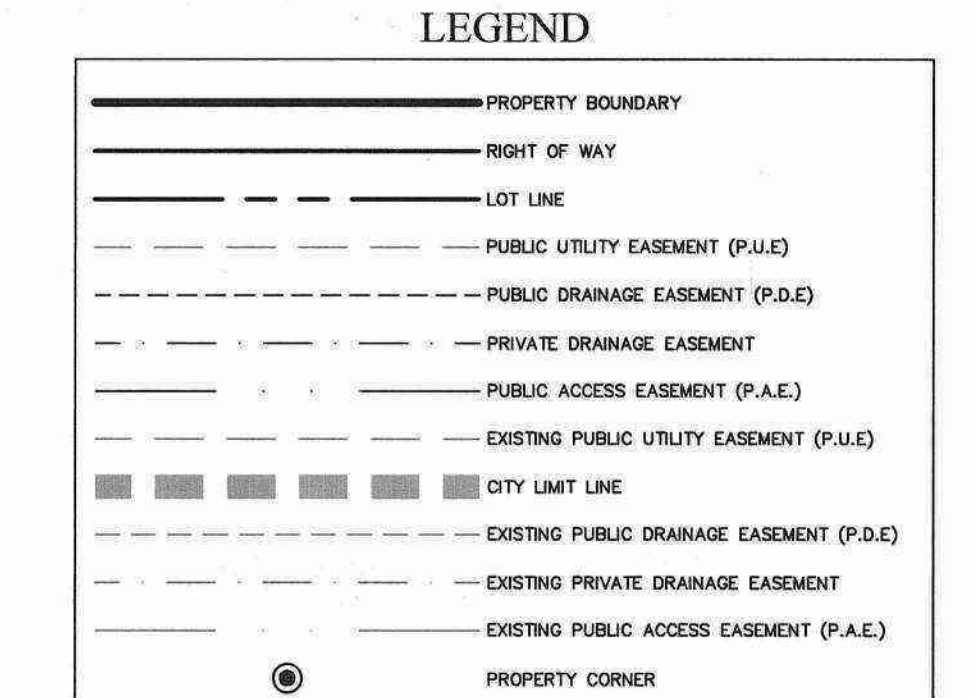 LEGEND
PROPERTY BOUNDARY
RIGHT OF WAY
LOT LINE
PUBLIC UTILITY EASEMENT (P.U.E)
PUBLIC DRAINAGE EASEMENT (P.D.E)
PRIVATE DRAINAGE EASEMENT
PUBLIC ACCESS EASEMENT (P.A.E.)
EXISTING PUBLIC UTILITY EASEMENT (P.U.E)
CITY LIMIT LINE
EXISTING PUBLIC DRAINAGE EASEMENT (P.D.E)
EXISTING PRIVATE DRAINAGE EASEMENT
EXISTING PUBLIC ACCESS EASEMENT (P.A.E.)
PROPERTY CORNER